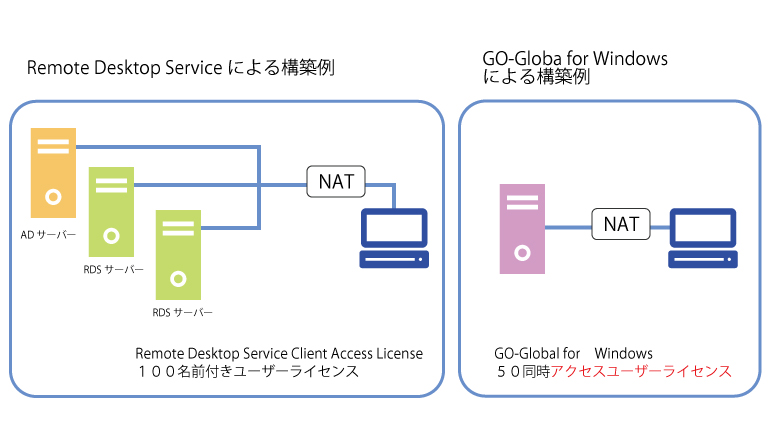 Remote Desktop Service による構築例
GO-Globa for Windows
による構築例
NAT
AD サーバー
RDS サーバー
RDS サーバー
Remote Desktop Service Client Access License
１００名前付きユーザーライセンス
NAT
GO-Global for　Windows
５０同時アクセスユーザーライセンス